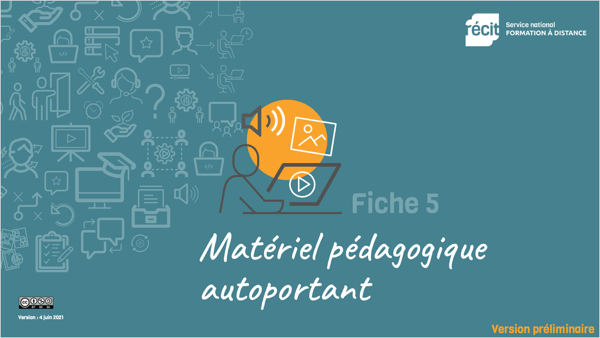 récit
Service national
FORMATION À DISTANCE
Fiche 5
Matériel pédagogique
autoportant
Version : 4 juin 2021
Version préliminaire